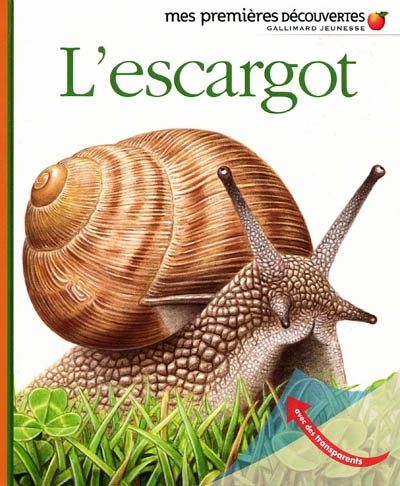 mes premières DÉCOUVERTES
GALLIMARD JEUNESSE
L'escargot
avec des transparents